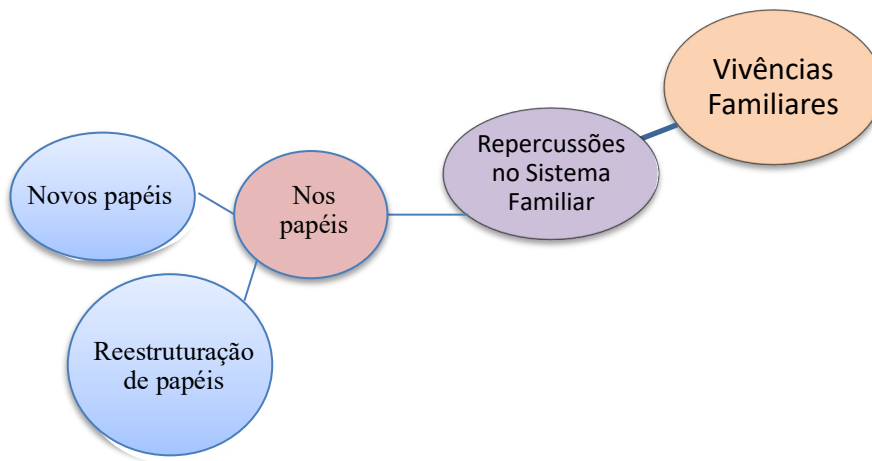 Vivências
Familiares
Repercussões
no Sistema
Familiar
Nos
papéis
Novos papéis
Reestruturação
de papéis